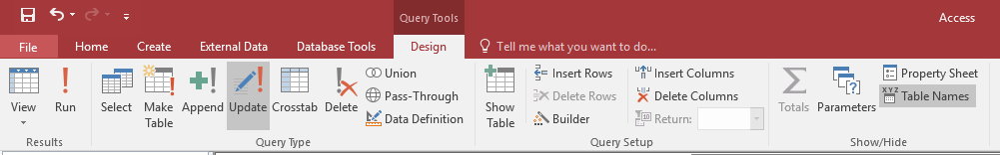 Query Tools
Access
File Home Create External Data Database Tools Design Tell me what you want to do...
View
Run
Select
Make
Table
Append
Update
Crosstab
Delete
Union
Pass-Through
Data Definition
Show
Table
Insert Rows
Delete Rows
Builder
Insert Columns
Delete Columns
Return:
Totals
Parameters
Property Sheet
XYZ
Table Names
Results
Query Type
Query Setup
Show/Hide